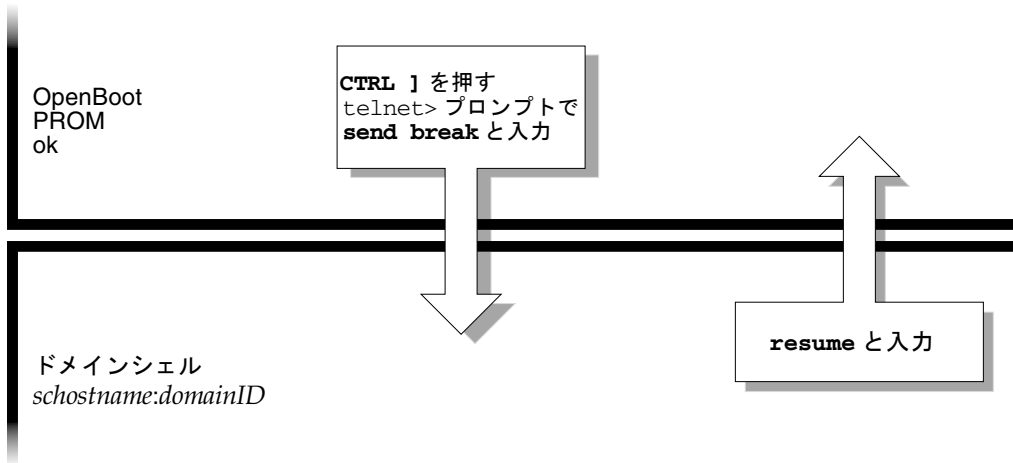 OpenBoot
PROM
ok
CTRL ] を押す
telnet> プロンプトで
send break と入力
resume と入力
ドメインシェル
schostname:domainID